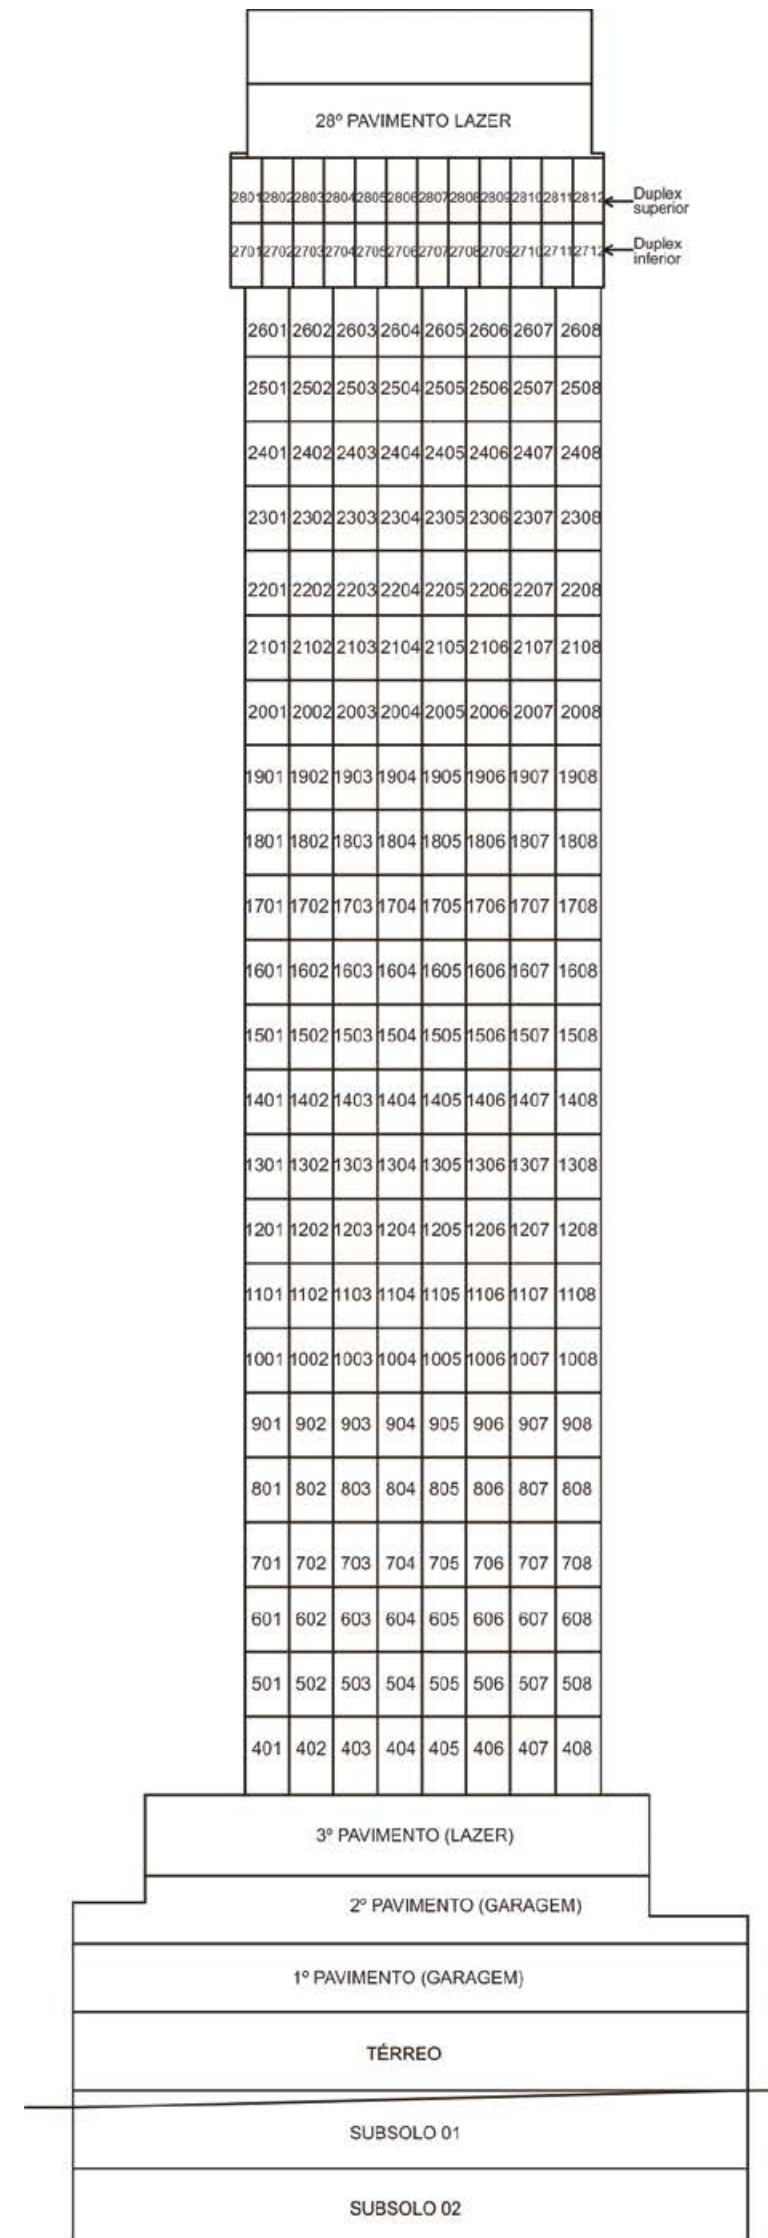 28º PAVIMENTO LAZER
2801 2802 2803 2804 2805 2806 2807 2808 2809 2810 2811 2812 Duplex
superior
2701 2702 2703 2704 2705 2706 2707 2708 2709 2710 2711 2712 Duplex
inferior
2601 2602 2603 2604 2605 2606 2607 2608
2501 2502 2503 2504 2505 2506 2507 2508
2401 2402 2403 2404 2405 2406 2407 2408
2301 2302 2303 2304 2305 2306 2307 2308
2201 2202 2203 2204 2205 2206 2207 2208
2101 2102 2103 2104 2105 2106 2107 2108
2001 2002 2003 2004 2005 2006 2007 2008
1901 1902 1903 1904 1905 1906 1907 1908
1801 1802 1803 1804 1805 1806 1807 1808
1701 1702 1703 1704 1705 1706 1707 1708
1601 1602 1603 1604 1605 1606 1607 1608
1501 1502 1503 1504 1505 1506 1507 1508
1401 1402 1403 1404 1405 1406 1407 1408
1301 1302 1303 1304 1305 1306 1307 1308
1201 1202 1203 1204 1205 1206 1207 1208
1101 1102 1103 1104 1105 1106 1107 1108
1001 1002 1003 1004 1005 1006 1007 1008
901 902 903 904 905 906 907 908
801 802 803 804 805 806 807 808
701 702 703 704 705 706 707 708
601 602 603 604 605 606 607 608
501 502 503 504 505 506 507 508
401 402 403 404 405 406 407 408
3º PAVIMENTO (LAZER)
2º PAVIMENTO (GARAGEM)
1º PAVIMENTO (GARAGEM)
TÉRREO
SUBSOLO 01
SUBSOLO 02